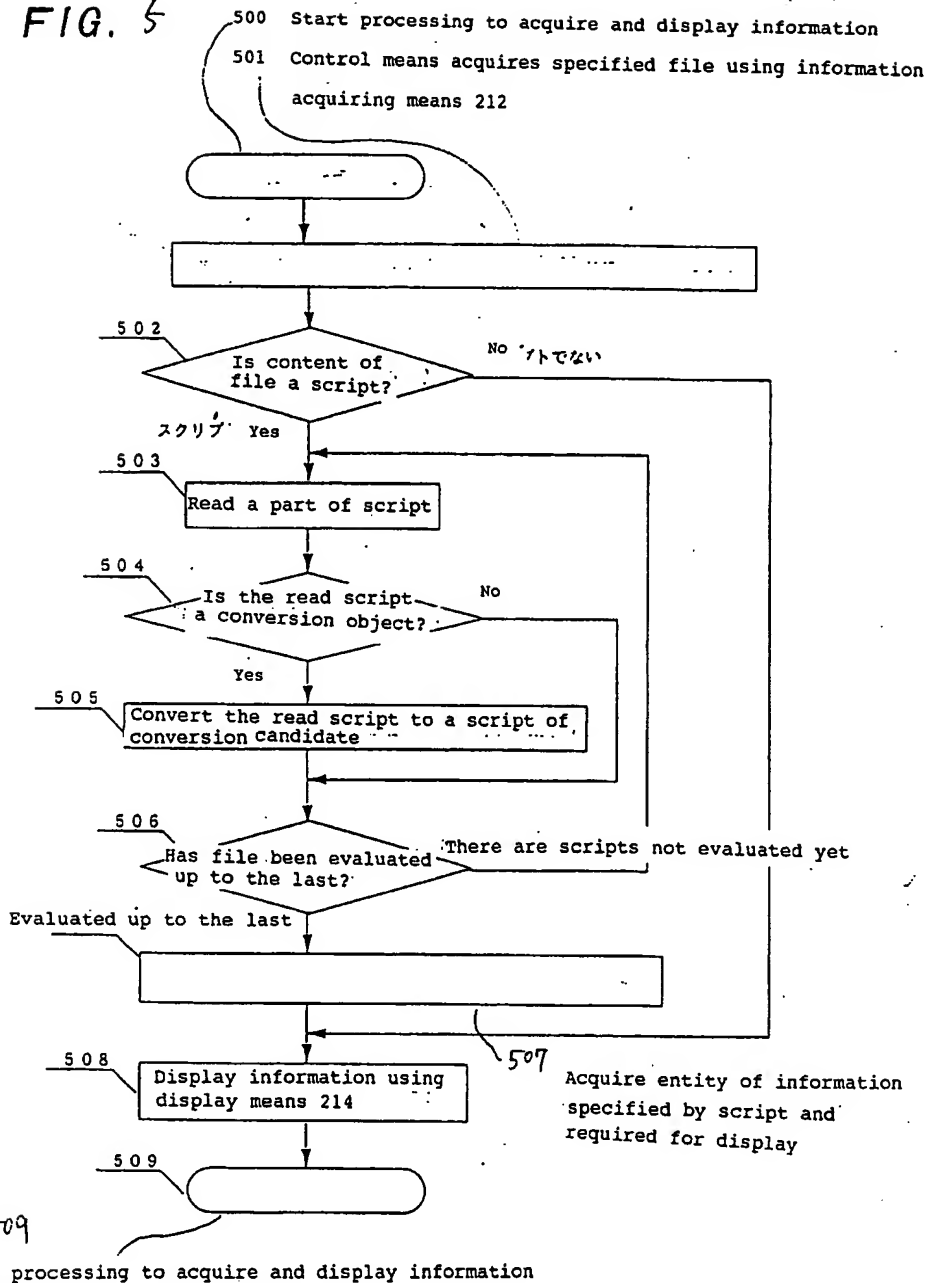 FIG. 5
500 Start processing to acquire and display information
501 Control means acquires specified file using information
acquiring means 212
502
Is content of
file a script?
No
トでない
スクリプ Yes
503
Read a part of script
504
Is the read script
a conversion object?
No
Yes
505
Convert the read script to a script of
conversion candidate
506
Has file been evaluated
up to the last?
There are scripts not evaluated yet
Evaluated up to the last
507
Acquire entity of information
specified by script and
required for display
508
Display information using
display means 214
509
09
processing to acquire and display information